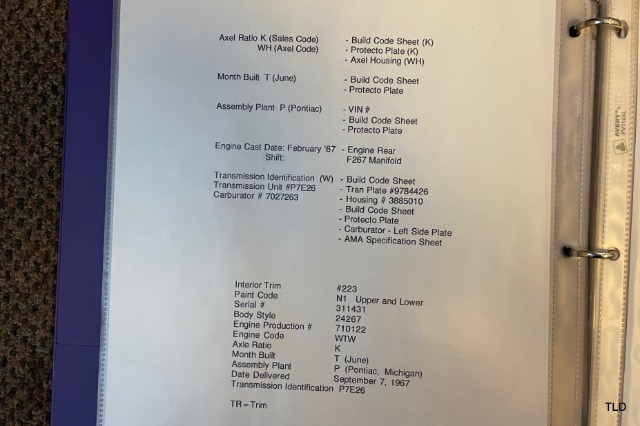 Axel Ratio K (Sales Code) - Build Code Sheet (K)
WH (Axel Code) - Protecto Plate (K)
- Axel Housing (WH)
Month Built T (June) - Build Code Sheet
- Protecto Plate
Assembly Plant P (Pontiac) - VIN #
- Build Code Sheet
- Protecto Plate
Engine Cast Date: February '67 - Engine Rear
Shift: F267 Manifold
Transmission Identification (W) - Build Code Sheet
Transmission Unit #P7E26 - Tran Plate #9784426
Carburator # 7027263 - Housing # 3885010
- Build Code Sheet
- Protecto Plate
- Carburator - Left Side Plate
- AMA Specification Sheet
Interior Trim #223
Paint Code N1 Upper and Lower
Serial # 311431
Body Style 24267
Engine Production # 710122
Engine Code WTW
Axle Ratio K
Month Built T (June)
Assembly Plant P (Pontiac, Michigan)
Date Delivered September 7, 1967
Transmission Identification P7E26
TR = Trim
TLD